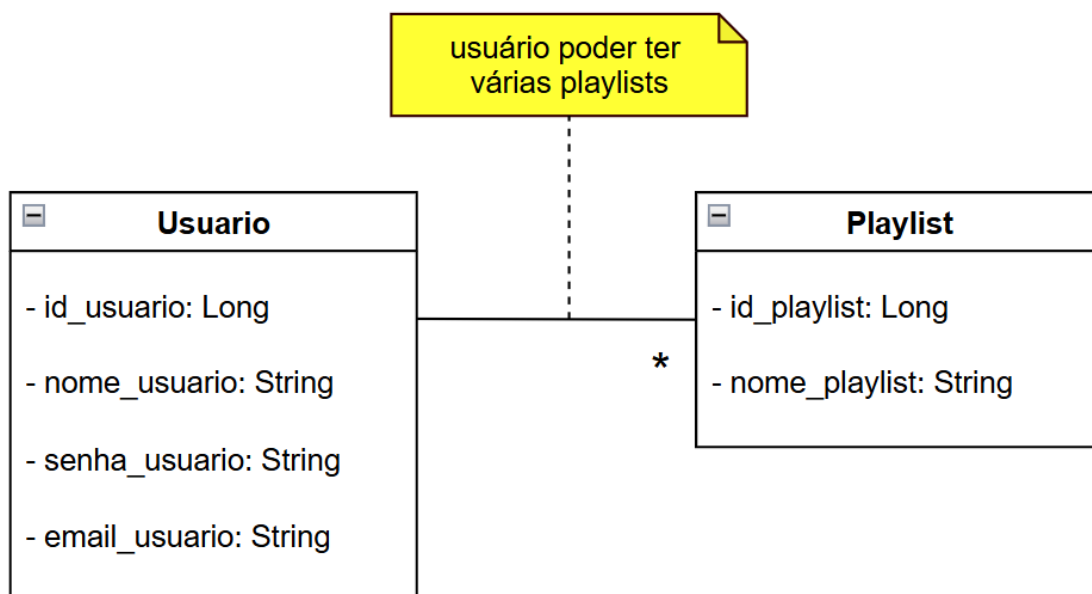 usuário poder ter
várias playlists
Usuario
- id_usuario: Long
- nome_usuario: String
- senha_usuario: String
- email_usuario: String
*
Playlist
- id_playlist: Long
- nome_playlist: String